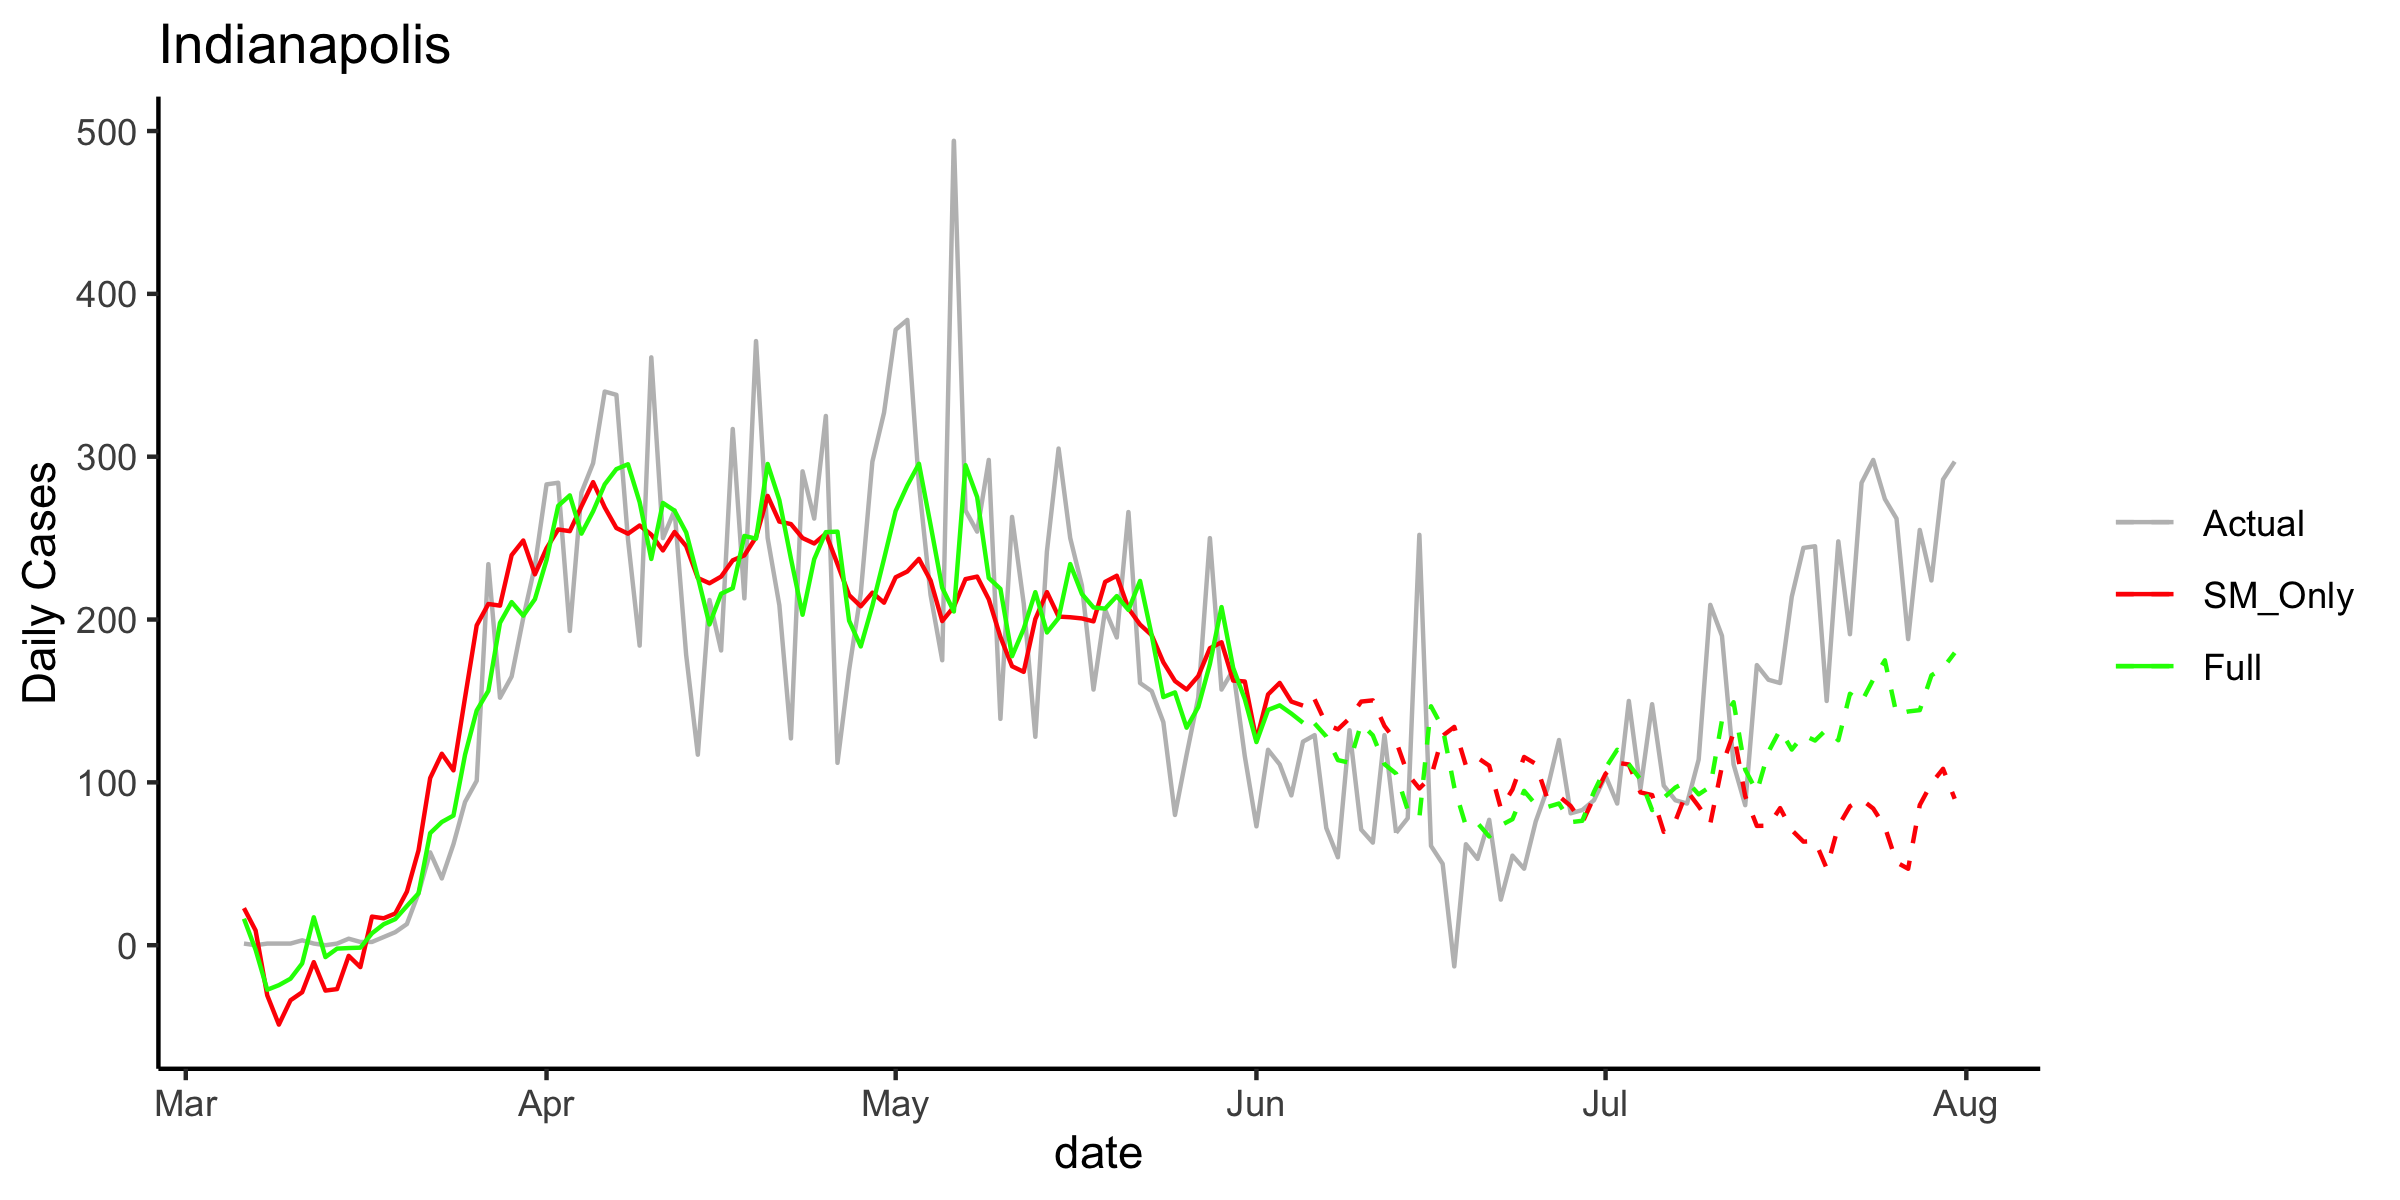 Indianapolis
500
400
300
200
100
0
Daily Cases
Mar
Apr
May
Jun
Jul
Aug
date
Actual
SM_Only
Full